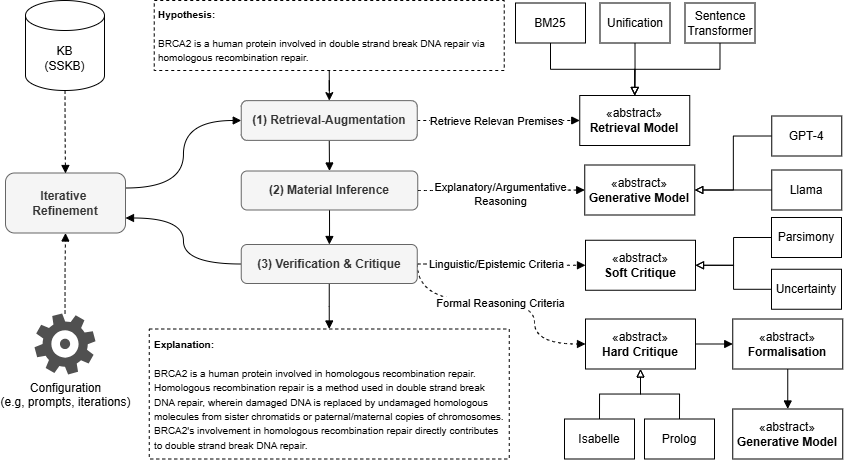 KB
(SSKB)
Hypothesis:
BRCA2 is a human protein involved in double strand break DNA repair via
homologous recombination repair.
BM25
Unification
Sentence
Transformer
(1) Retrieval-Augmentation
Retrieve Relevan Premises
«abstract»
Retrieval Model
GPT-4
Iterative
Refinement
(2) Material Inference
Explanatory/Argumentative
Reasoning
«abstract»
Generative Model
Llama
Parsimony
(3) Verification & Critique
Linguistic/Epistemic Criteria
«abstract»
Soft Critique
Uncertainty
Formal Reasoning Criteria
Configuration
(e.g, prompts, iterations)
Explanation:
BRCA2 is a human protein involved in homologous recombination repair.
Homologous recombination repair is a method used in double strand break
DNA repair, wherein damaged DNA is replaced by undamaged homologous
molecules from sister chromatids or paternal/maternal copies of chromosomes.
BRCA2's involvement in homologous recombination repair directly contributes
to double strand break DNA repair.
«abstract»
Hard Critique
«abstract»
Formalisation
Isabelle
Prolog
«abstract»
Generative Model